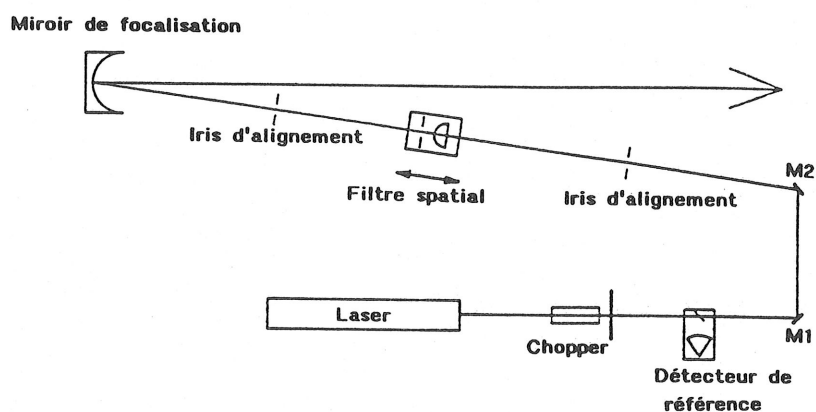 Miroir de focalisation
Iris d'alignement
Filtre spatial
Iris d'alignement
M2
Laser
Chopper
M1
Détecteur de
référence